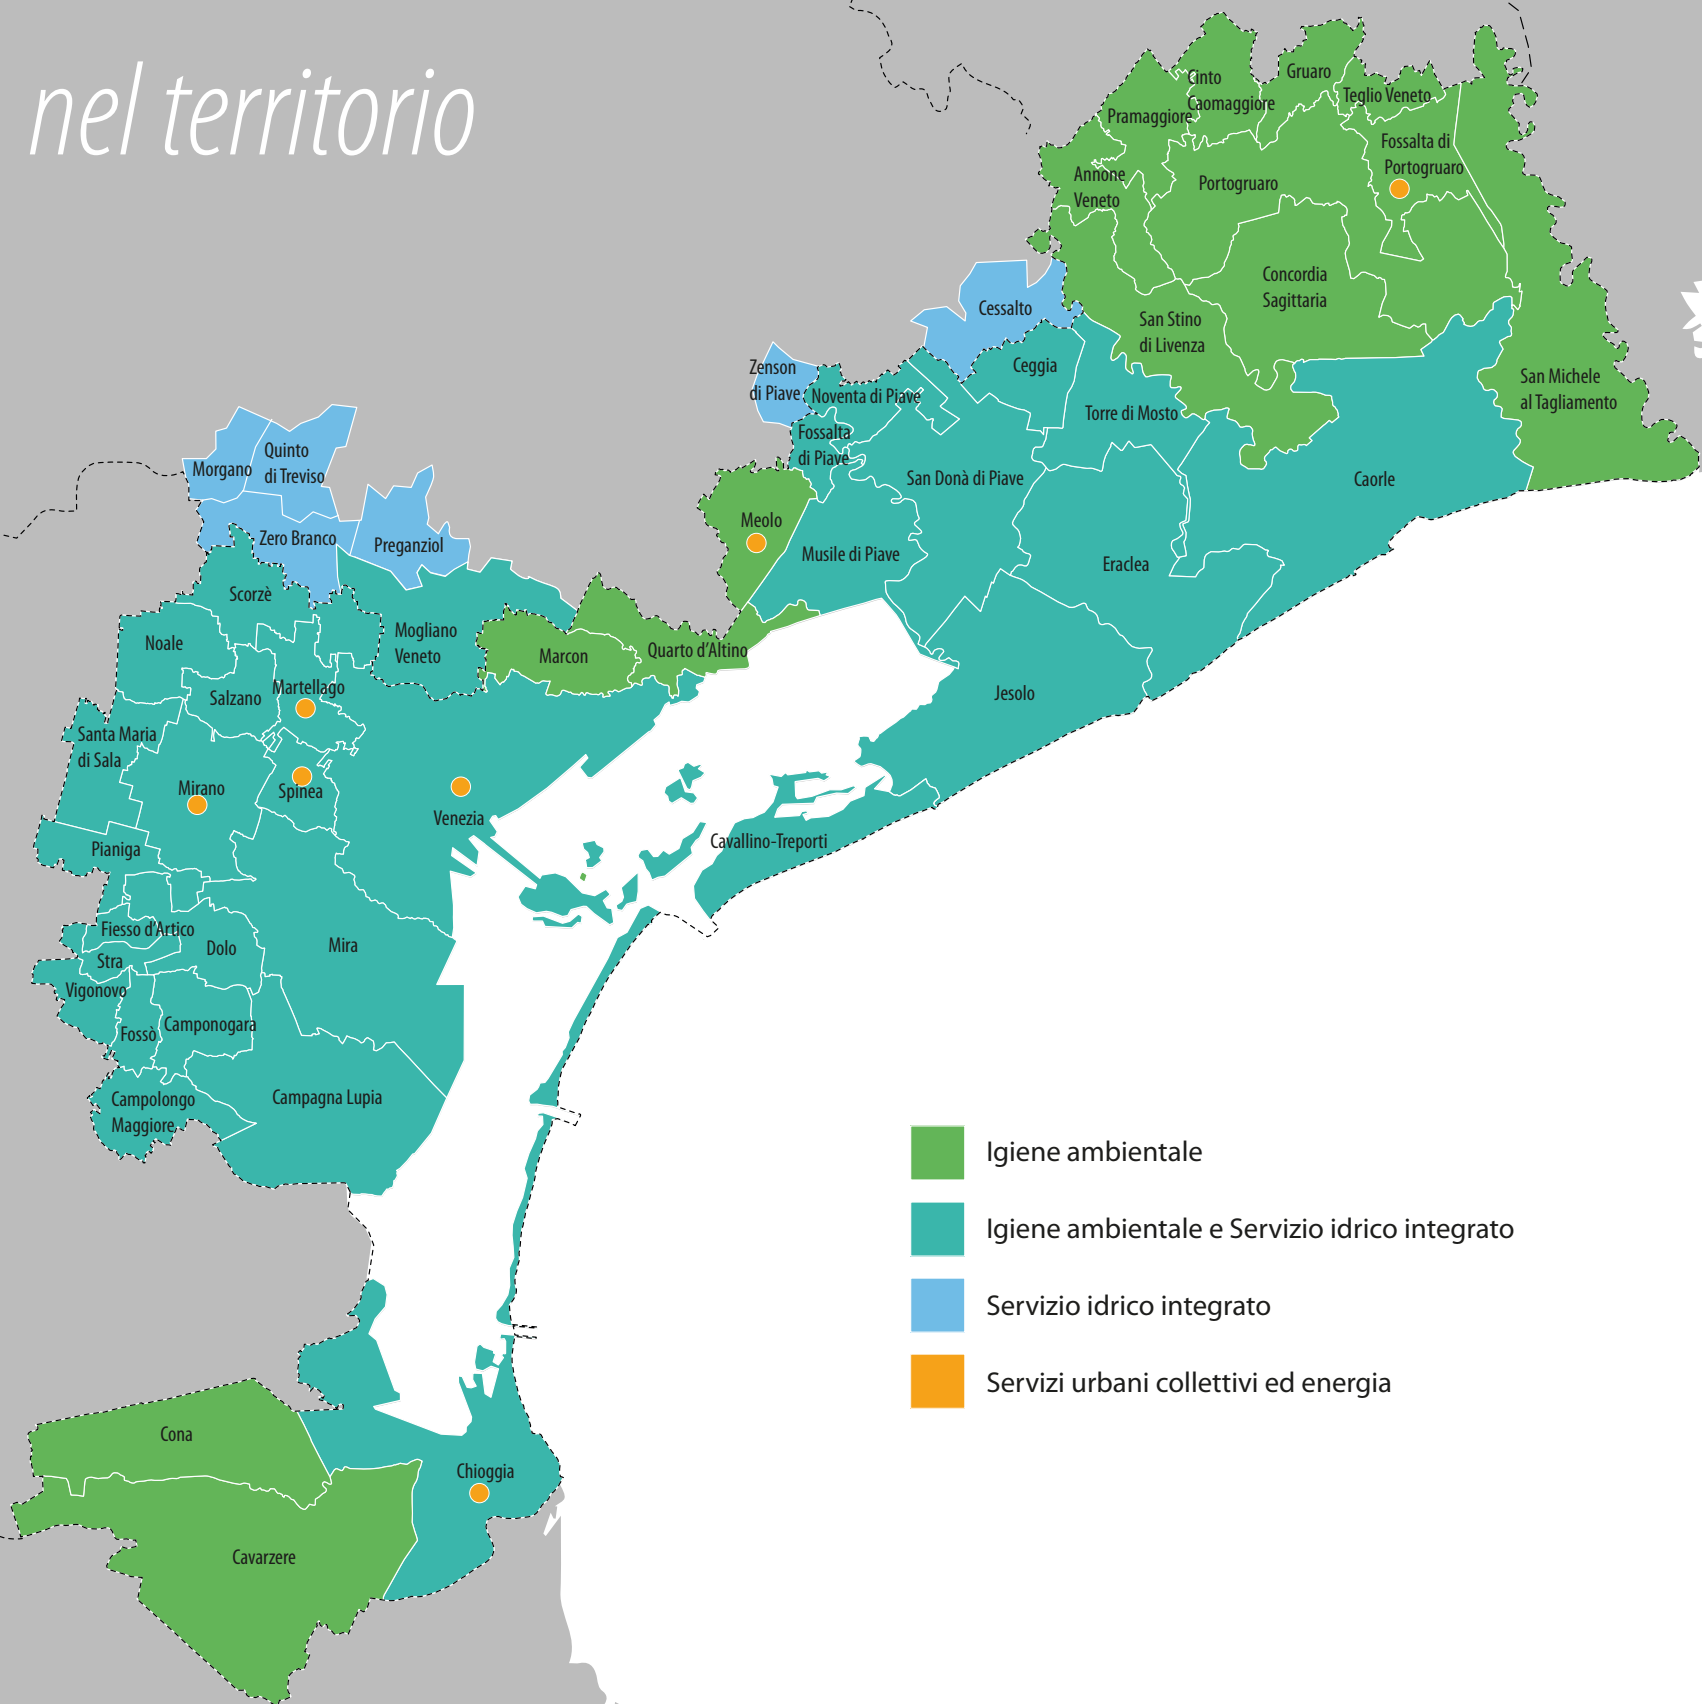 nel territorio
Cinto
Caomaggiore
Gruaro
Teglio Veneto
Pramaggiore
Fossalta di
Portogruaro
Annone
Veneto
Portogruaro
Concordia
Sagittaria
San Stino
di Livenza
San Michele
al Tagliamento
Cessalto
Ceggia
Zenson
di Piave
Noventa di Piave
Torre di Mosto
Fossalta
di Piave
San Donà di Piave
Caorle
Morgano
Quinto
di Treviso
Zero Branco
Preganziol
Meolo
Musile di Piave
Eraclea
Scorzè
Noale
Mogliano
Veneto
Marcon
Quarto d'Altino
Salzano
Martellago
Jesolo
Santa Maria
di Sala
Mirano
Spinea
Venezia
Pianiga
Cavallino-Treporti
Fiesso d'Artico
Dolo
Mira
Stra
Vigonovo
Fossò
Camponogara
Campolongo
Maggiore
Campagna Lupia
Igiene ambientale
Igiene ambientale e Servizio idrico integrato
Servizio idrico integrato
Servizi urbani collettivi ed energia
Cona
Chioggia
Cavarzere